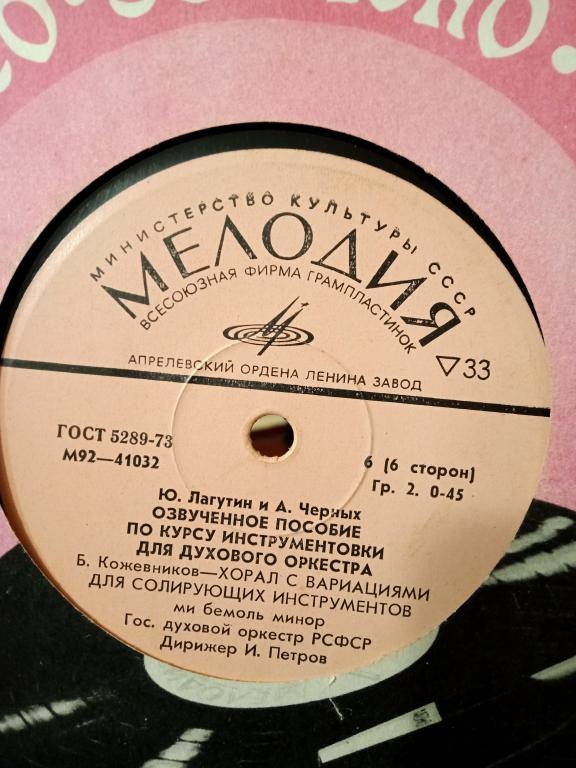 МИНИСТЕРСТВО КУЛЬТУРЫ СССР
МЕЛОДИЯ
ВСЕСОЮЗНАЯ ФИРМА ГРАМПЛАСТИНОК
АПРЕЛЕВСКИЙ ОРДЕНА ЛЕНИНА ЗАВОД
33
ГОСТ 5289-73
М92—41032
6 (6 сторон)
Гр. 2. 0-45
Ю. Лагутин и А. Черных
ОЗВУЧЕННОЕ ПОСОБИЕ
ПО КУРСУ ИНСТРУМЕНТОВКИ
ДЛЯ ДУХОВОГО ОРКЕСТРА
Б. Кожевников—ХОРАЛ С ВАРИАЦИЯМИ
ДЛЯ СОЛИРУЮЩИХ ИНСТРУМЕНТОВ
ми бемоль минор
Гос. духовой оркестр РСФСР
Дирижер И. Петров